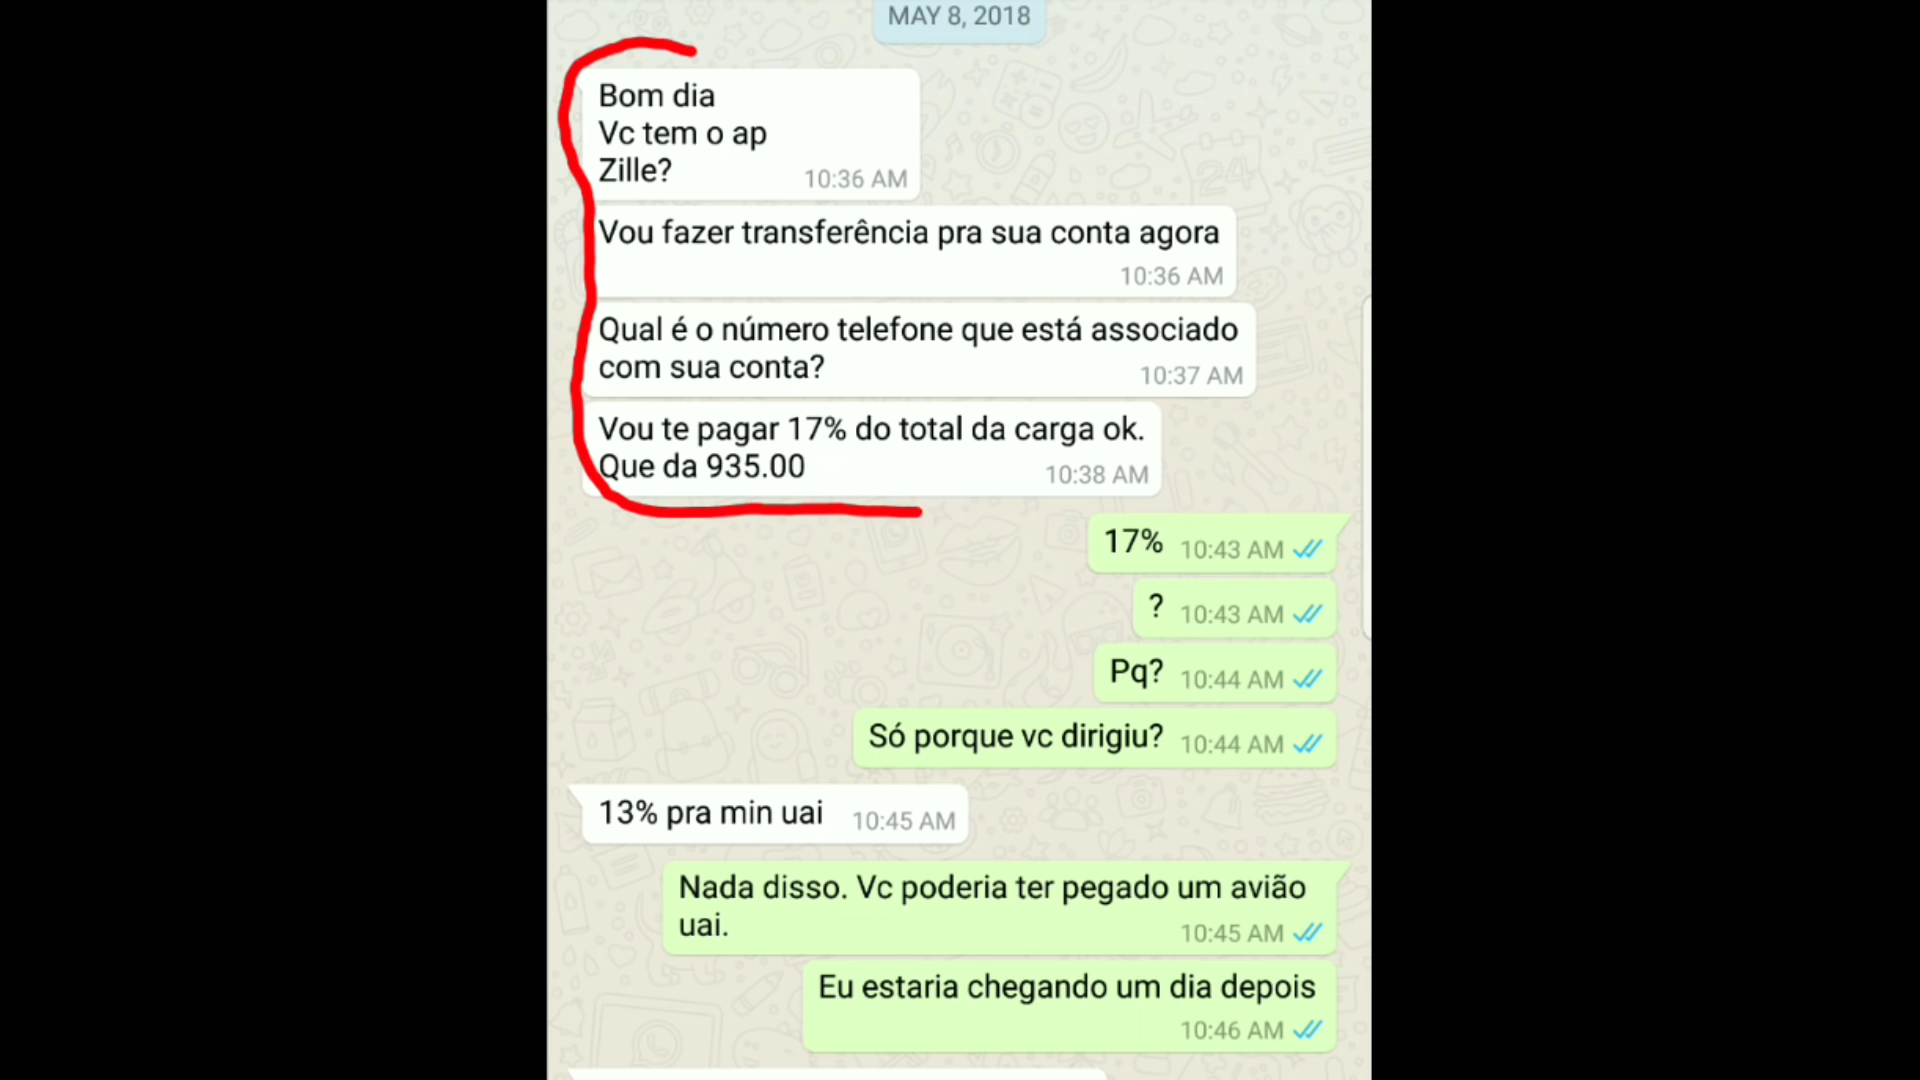 MAY 8, 2018
Bom dia
Vc tem o ap
Zille?
10:36 AM
Vou fazer transferência pra sua conta agora
10:36 AM
Qual é o número telefone que está associado
com sua conta?
10:37 AM
Vou te pagar 17% do total da carga ok.
Que da 935.00
10:38 AM
17%
10:43 AM
?
10:43 AM
Pq?
10:44 AM
Só porque vc dirigiu?
10:44 AM
13% pra min uai
10:45 AM
Nada disso. Vc poderia ter pegado um avião
uai.
10:45 AM
Eu estaria chegando um dia depois
10:46 AM